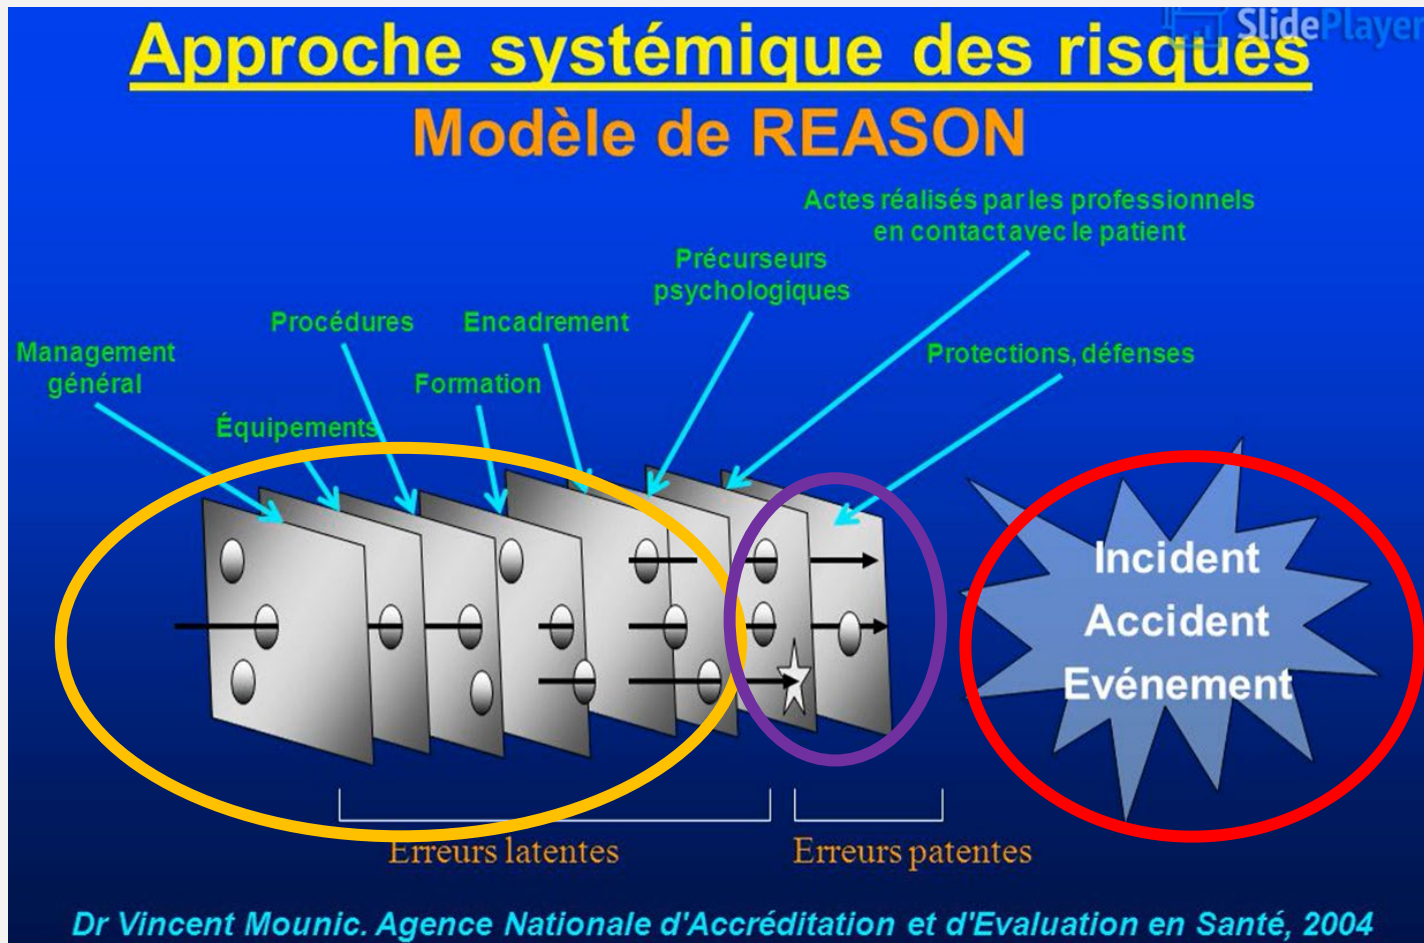 SlidePlayer
Approche systémique des risques
Modèle de REASON
Actes réalisés par les professionnels
en contact avec le patient
Précurseurs
psychologiques
Procédures
Encadrement
Management
général
Protections, défenses
Formation
Équipements
Incident
Accident
Evénement
Erreurs latentes
Erreurs patentes
Dr Vincent Mounic. Agence Nationale d'Accréditation et d'Evaluation en Santé, 2004